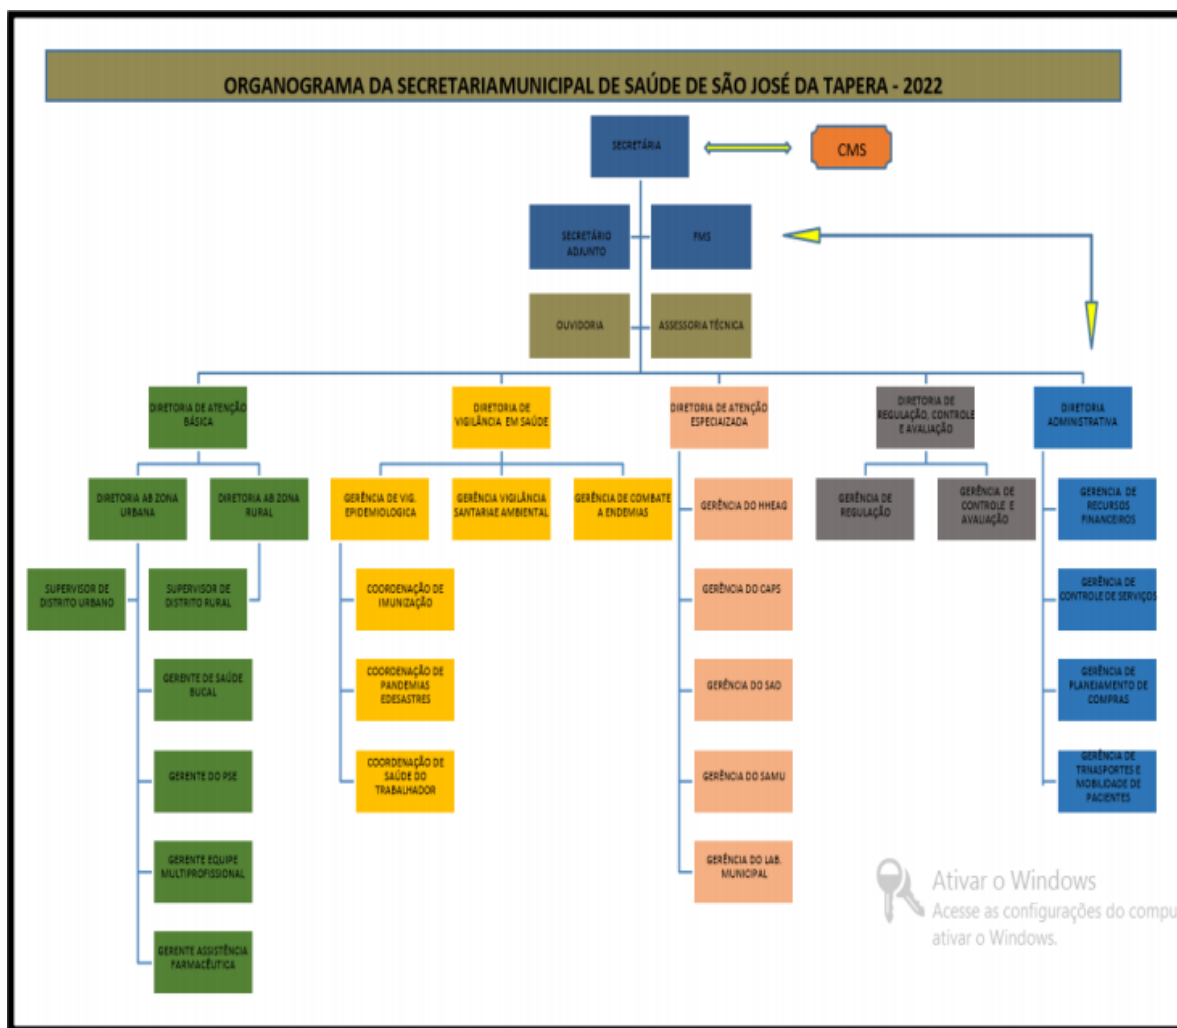 ORGANOGRAMA DA SECRETARIAMUNICIPAL DE SAÚDE DE SÃO JOSÉ DA TAPERA - 2022
SECRETÁRIA
CMS
SECRETÁRIO
ADJUNTO
FMS
OUVIDORIA
ASSESSORIA TÉCNICA
DIRETORIA DE ATENÇÃO
BÁSICA
DIRETORIA DE
VIGILÂNCIA EM SAÚDE
DIRETORIA DE ATENÇÃO
ESPECIAIZADA
DIRETORIA DE
REGULAÇÃO, CONTROLE
E AVALIAÇÃO
DIRETORIA
ADMINISTRATIVA
DIRETORIA AB ZONA
URBANA
DIRETORIA AB ZONA
RURAL
GERÊNCIA DE VIG.
EPIDEMIOLOGICA
GERÊNCIA VIGILÂNCIA
SANTARIAE AMBIENTAL
GERÊNCIA DE COMBATE
A ENDEMIAS
GERÊNCIA DO HHEAG
GERÊNCIA DE
REGULAÇÃO
GERÊNCIA DE
CONTROLE E
AVALIAÇÃO
GERENCIA DE
RECURSOS
FINANCEIROS
SUPERVISOR DE
DISTRITO URBANO
SUPERVISOR DE
DISTRITO RURAL
COORDENAÇÃO DE
IMUNIZAÇÃO
GERÊNCIA DO CAPS
GERÊNCIA DE
CONTROLE DE SERVIÇOS
GERENTE DE SAÚDE
BUCAL
COORDENAÇÃO DE
PANDEMIAS
EDESASTRES
GERÊNCIA DO SAD
GERÊNCIA DE
PLANEJAMENTO DE
COMPRAS
GERENTE DO PSE
COORDENAÇÃO DE
SAÚDE DO
TRABALHADOR
GERÊNCIA DO SAMU
GERÊNCIA DE
TRNASPORTES E
MOBILIDADE DE
PACIENTES
GERENTE EQUIPE
MULTIPROFISSIONAL
GERÊNCIA DO LAB.
MUNICIPAL
GERENTE ASSISTÊNCIA
FARMACÊUTICA
Ativar o Windows
Acesse as configurações do compu
ativar o Windows.